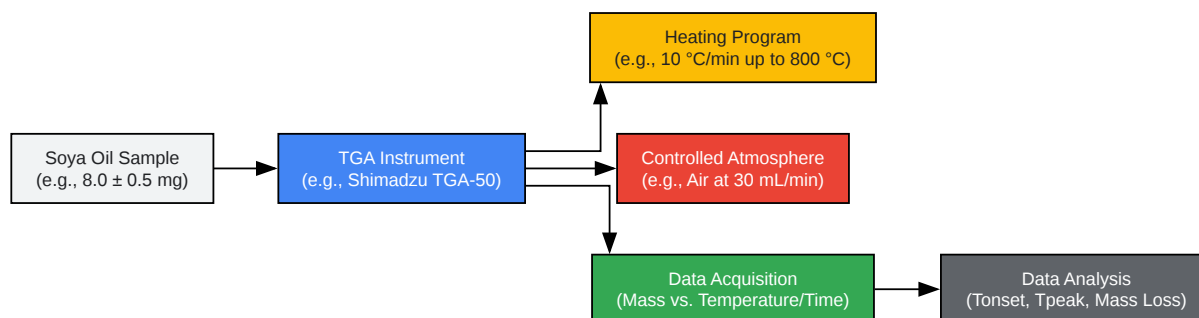 Heating Program
(e.g., 10 °C/min up to 800 °C)
Soya Oil Sample
(e.g., 8.0 ± 0.5 mg)
TGA Instrument
(e.g., Shimadzu TGA-50)
Controlled Atmosphere
(e.g., Air at 30 mL/min)
Data Acquisition
(Mass vs. Temperature/Time)
Data Analysis
(Tonset, Tpeak, Mass Loss)